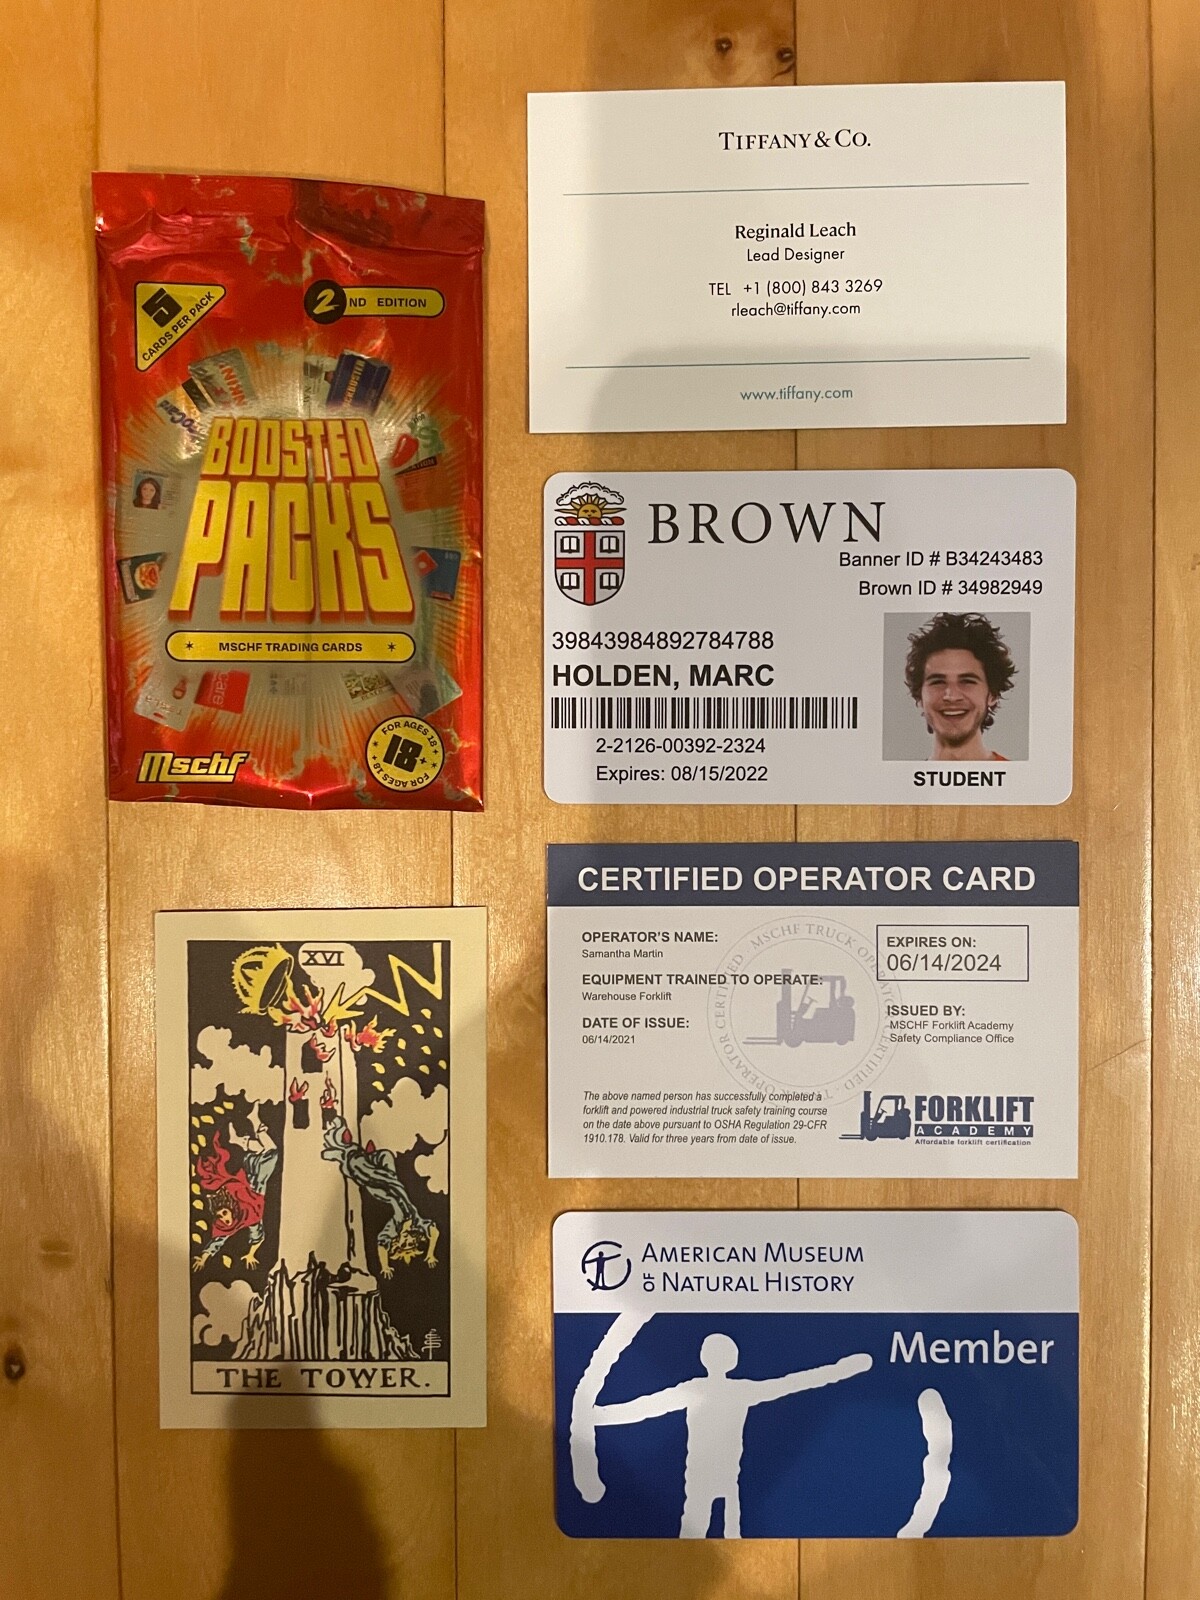 5
CARDS PER PACK
2ND EDITION
BLOCKBUSTER
BOOSTED
PACKS
MSCHF TRADING CARDS
Mschf
FOR AGES 18+
18+
FOR AGES 18+
XVI
THE TOWER.
TIFFANY & CO.
Reginald Leach
Lead Designer
TEL +1 (800) 843 3269
rleach@tiffany.com
www.tiffany.com
BROWN
Banner ID # B34243483
Brown ID # 34982949
39843984892784788
HOLDEN, MARC
2-2126-00392-2324
Expires: 08/15/2022
STUDENT
CERTIFIED OPERATOR CARD
OPERATOR'S NAME:
Samantha Martin
EQUIPMENT TRAINED TO OPERATE:
Warehouse Forklift
DATE OF ISSUE:
06/14/2021
EXPIRES ON:
06/14/2024
ISSUED BY:
MSCHF Forklift Academy
Safety Compliance Office
The above named person has successfully completed a
forklift and powered industrial truck safety training course
on the date above pursuant to OSHA Regulation 29-CFR
1910.178. Valid for three years from date of issue.
FORKLIFT
ACADEMY
Affordable forklift certification
AMERICAN MUSEUM
OF NATURAL HISTORY
Member